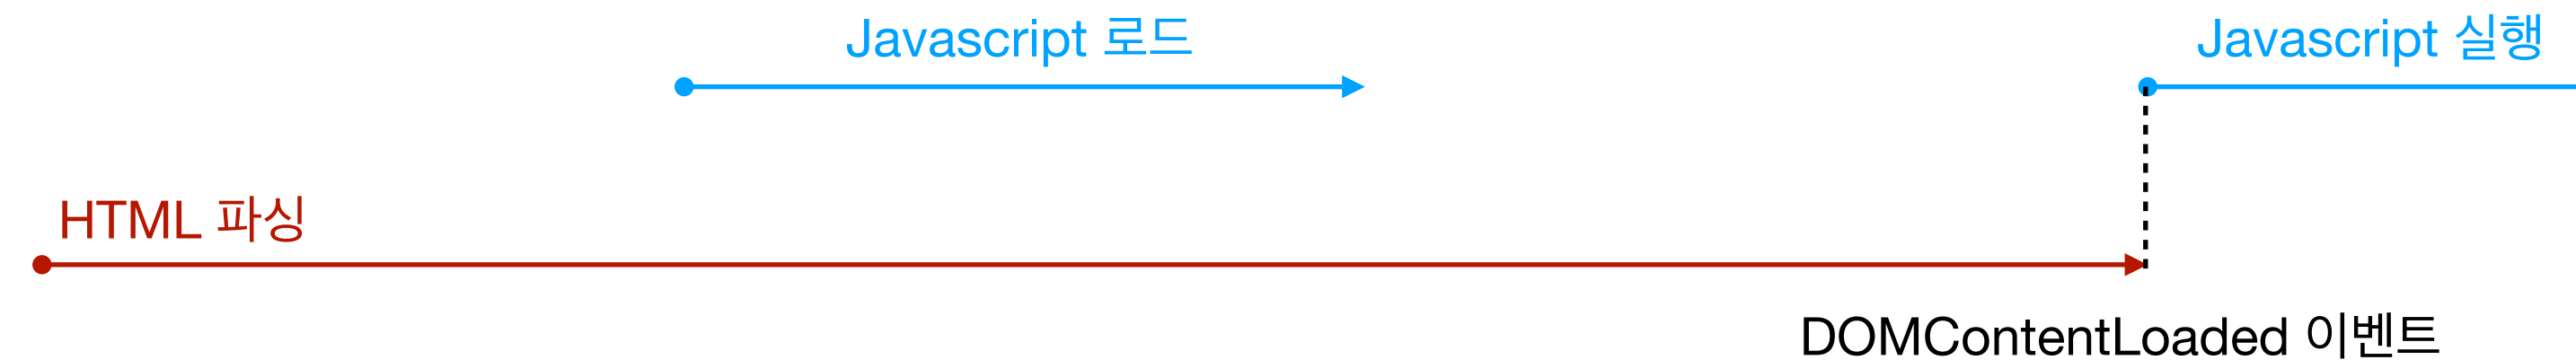 Javascript 로드
Javascript 실행
HTML 파싱
DOMContentLoaded 이벤트